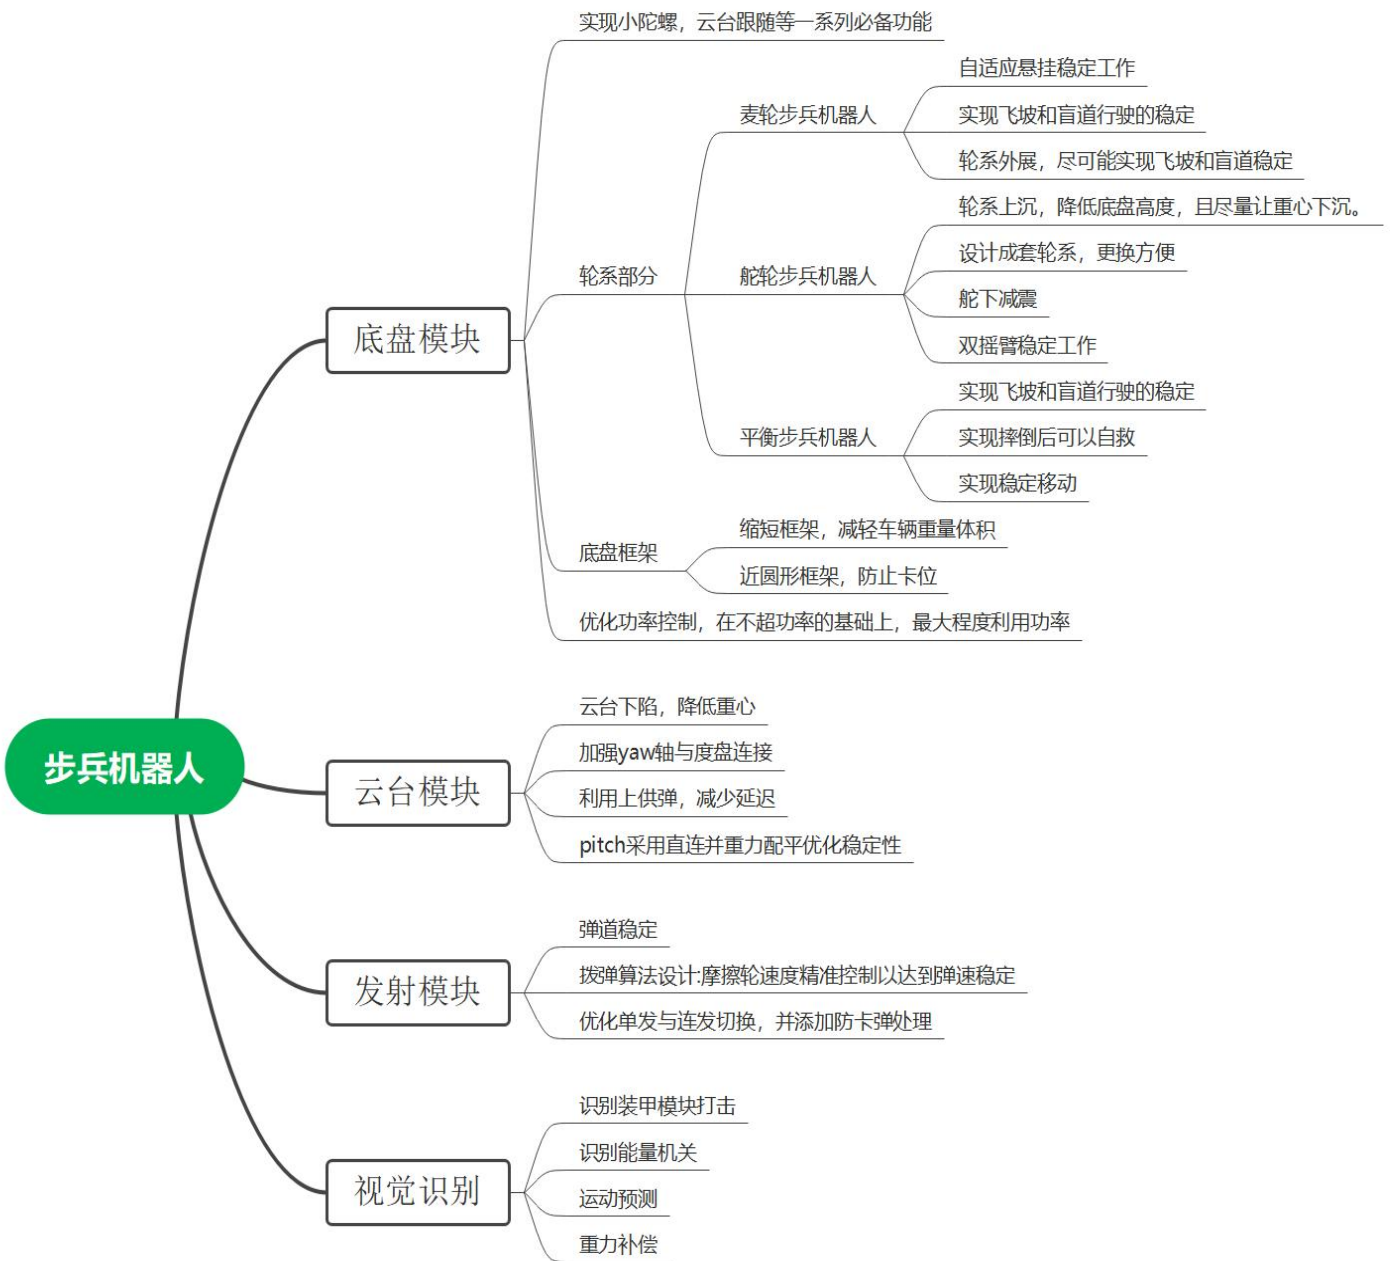 实现小陀螺，云台跟随等一系列必备功能
自适应悬挂稳定工作
麦轮步兵机器人
实现飞坡和盲道行驶的稳定
轮系外展，尽可能实现飞坡和盲道稳定
轮系上沉，降低底盘高度，且尽量让重心下沉。
设计成套轮系，更换方便
轮系部分
舵轮步兵机器人
舵下减震
双摇臂稳定工作
底盘模块
实现飞坡和盲道行驶的稳定
平衡步兵机器人
实现摔倒后可以自救
实现稳定移动
缩短框架，减轻车辆重量体积
底盘框架
近圆形框架，防止卡位
优化功率控制，在不超功率的基础上，最大程度利用功率
步兵机器人
云台下陷，降低重心
加强yaw轴与度盘连接
云台模块
利用上供弹，减少延迟
pitch采用直连并重力配平优化稳定性
弹道稳定
发射模块
拨弹算法设计:摩擦轮速度精准控制以达到弹速稳定
优化单发与连发切换，并添加防卡弹处理
识别装甲模块打击
识别能量机关
视觉识别
运动预测
重力补偿